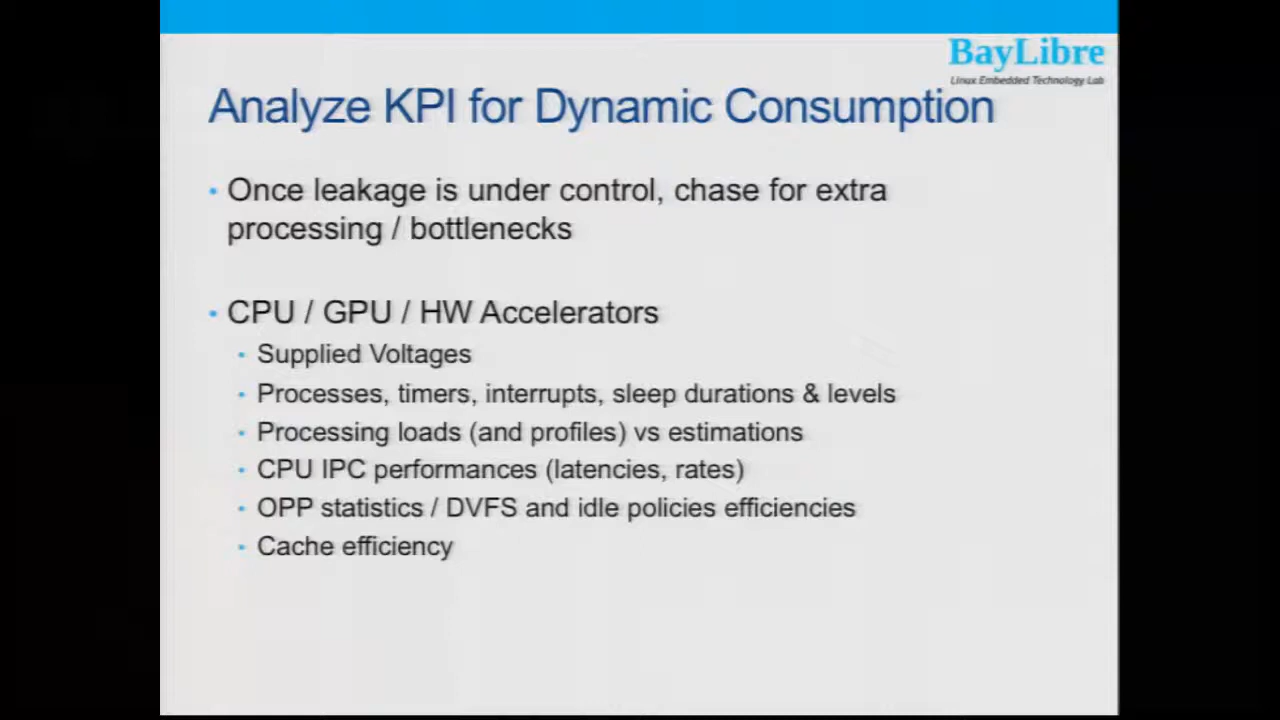 BayLibre
Linux Embedded Technology Lab
Analyze KPI for Dynamic Consumption
• Once leakage is under control, chase for extra
processing / bottlenecks
• CPU / GPU / HW Accelerators
• Supplied Voltages
• Processes, timers, interrupts, sleep durations & levels
• Processing loads (and profiles) vs estimations
• CPU IPC performances (latencies, rates)
• OPP statistics / DVFS and idle policies efficiencies
• Cache efficiency